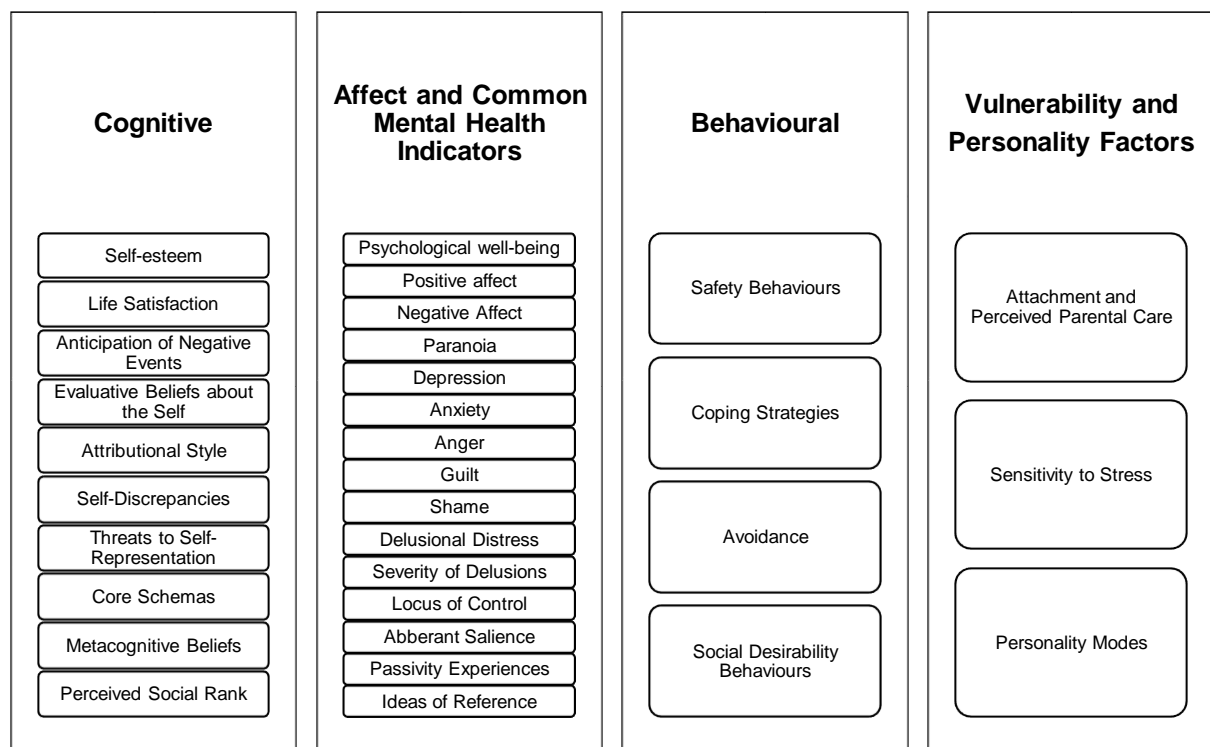 Cognitive
Self-esteem
Life Satisfaction
Anticipation of Negative
Events
Evaluative Beliefs about
the Self
Attributional Style
Self-Discrepancies
Threats to Self-
Representation
Core Schemas
Metacognitive Beliefs
Perceived Social Rank
Affect and Common
Mental Health
Indicators
Psychological well-being
Positive affect
Negative Affect
Paranoia
Depression
Anxiety
Anger
Guilt
Shame
Delusional Distress
Severity of Delusions
Locus of Control
Abberant Salience
Passivity Experiences
Ideas of Reference
Behavioural
Safety Behaviours
Coping Strategies
Avoidance
Social Desirability
Behaviours
Vulnerability and
Personality Factors
Attachment and
Perceived Parental Care
Sensitivity to Stress
Personality Modes